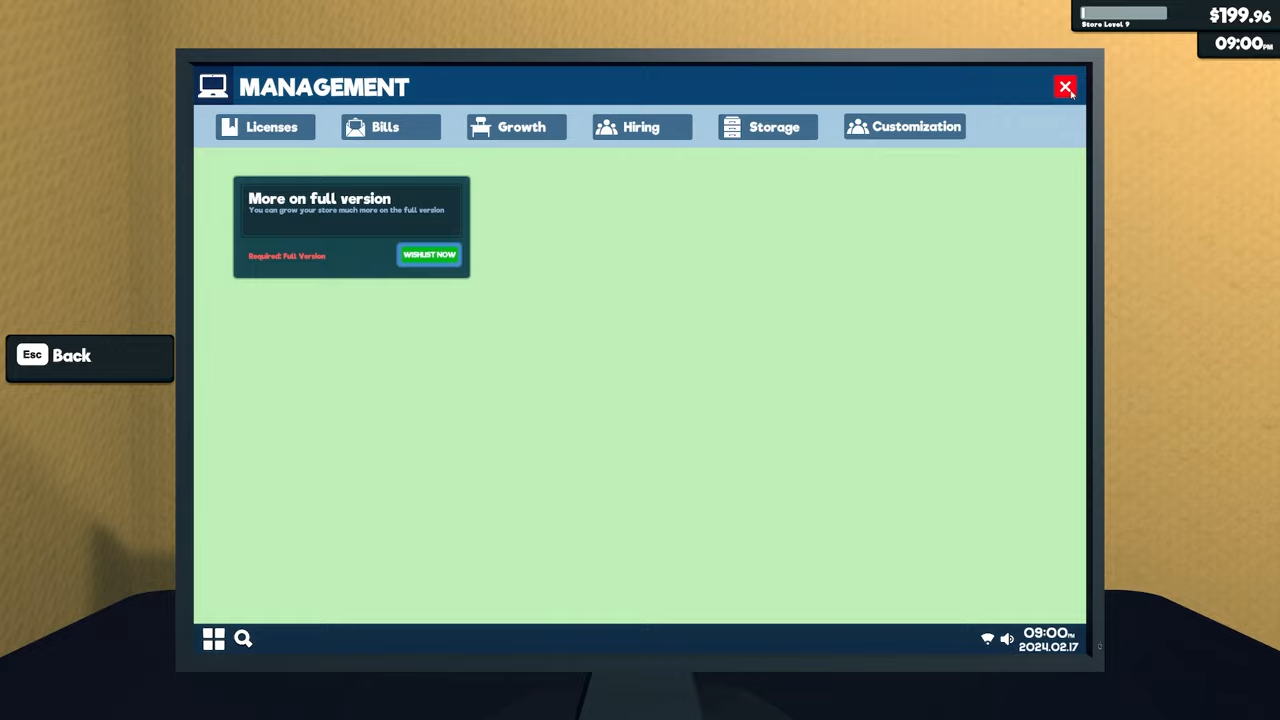 $199.96
Store Level 9
09:00PM
MANAGEMENT
Licenses
Bills
Growth
Hiring
Storage
Customization
More on full version
You can grow your store much more on the full version
Required: Full Version
WISHLIST NOW
Esc Back
09:00PM
2024.02.17